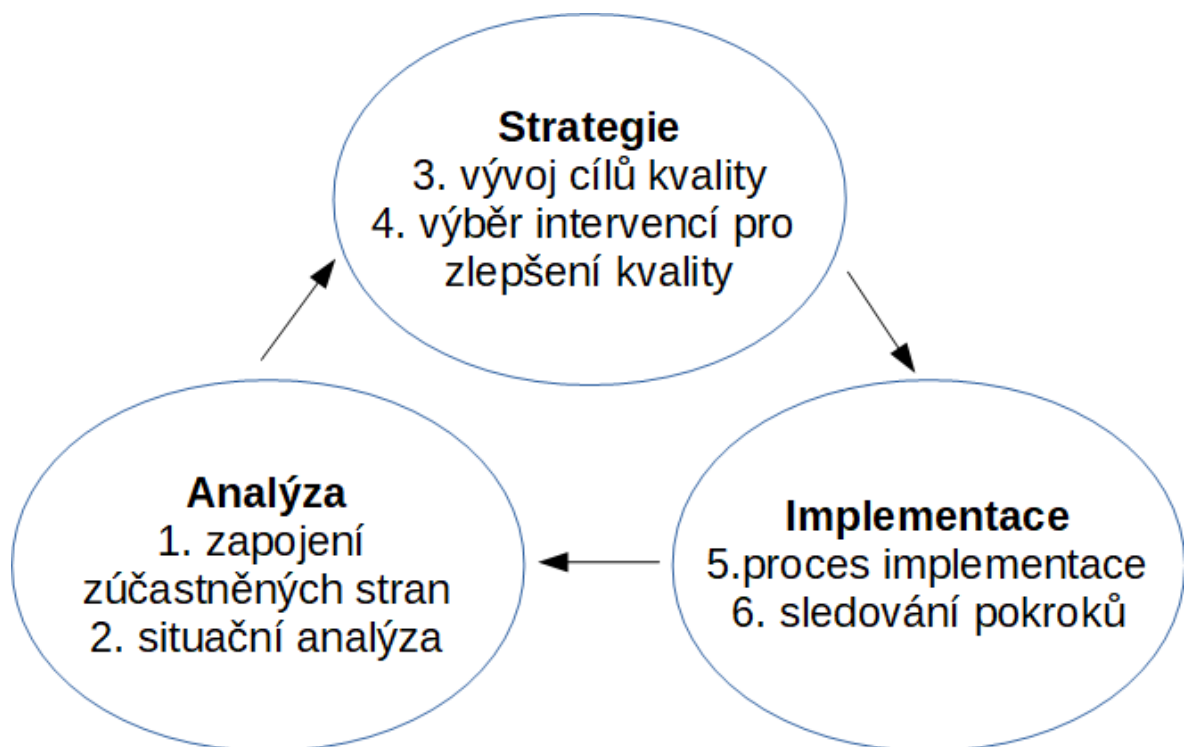 Strategie
3. vývoj cílů kvality
4. výběr intervencí pro
zlepšení kvality
Analýza
1. zapojení
zúčastněných stran
2. situační analýza
Implementace
5.proces implementace
6. sledování pokroků